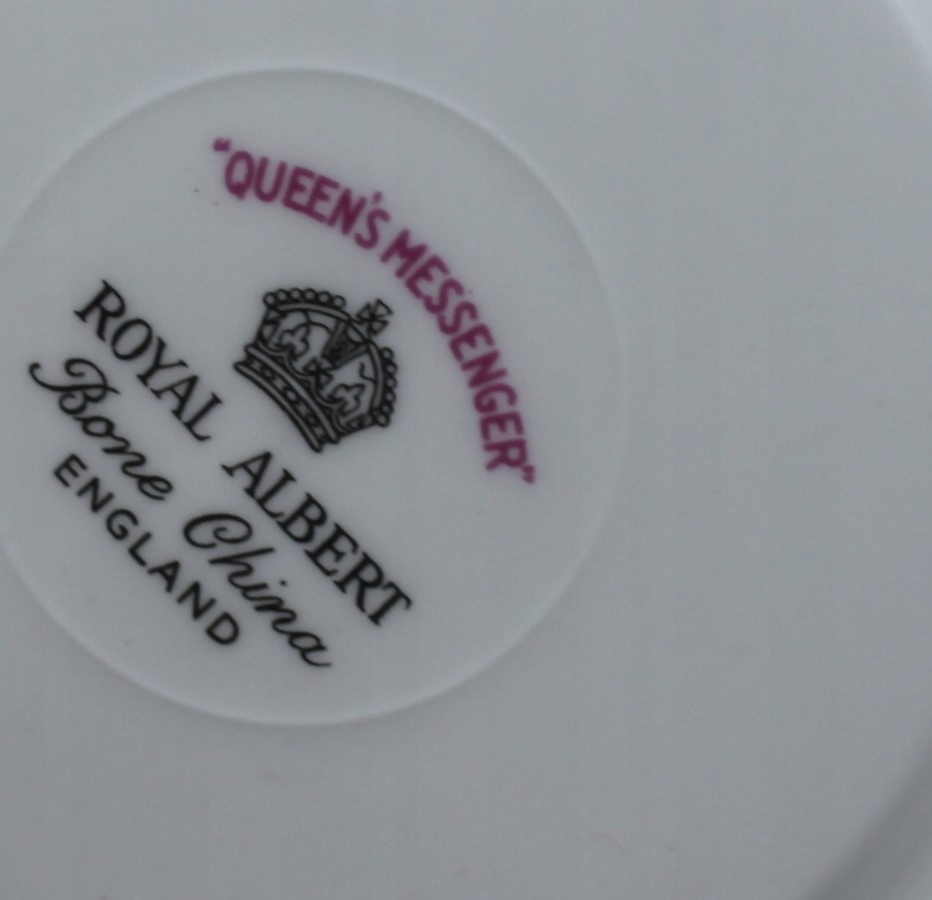 "QUEEN'S MESSENGER"
ROYAL ALBERT
Bone China
ENGLAND